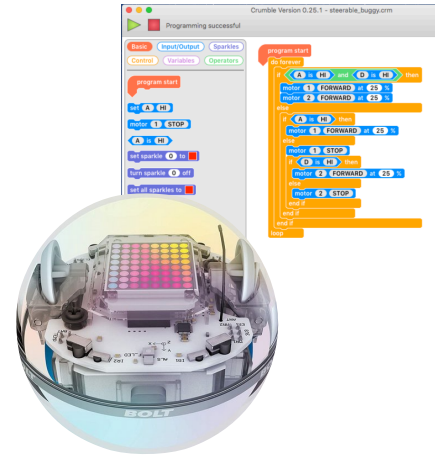 Crumble Version 0.25.1 - steerable_buggy.crm
Programming successful
Basic Input/Output Sparkles
Control Variables Operators
program start
set A HI
motor 1 STOP
A is HI
set sparkle 0 to
turn sparkle 0 off
set all sparkles to
program start
do forever
if A is HI and D is HI then
motor 1 FORWARD at 25 %
motor 2 FORWARD at 25 %
else
if A is HI then
motor 1 FORWARD at 25 %
else
motor 1 STOP
if D is HI then
motor 2 FORWARD at 25 %
else
motor 2 STOP
end if
end if
end if
loop
BOLT